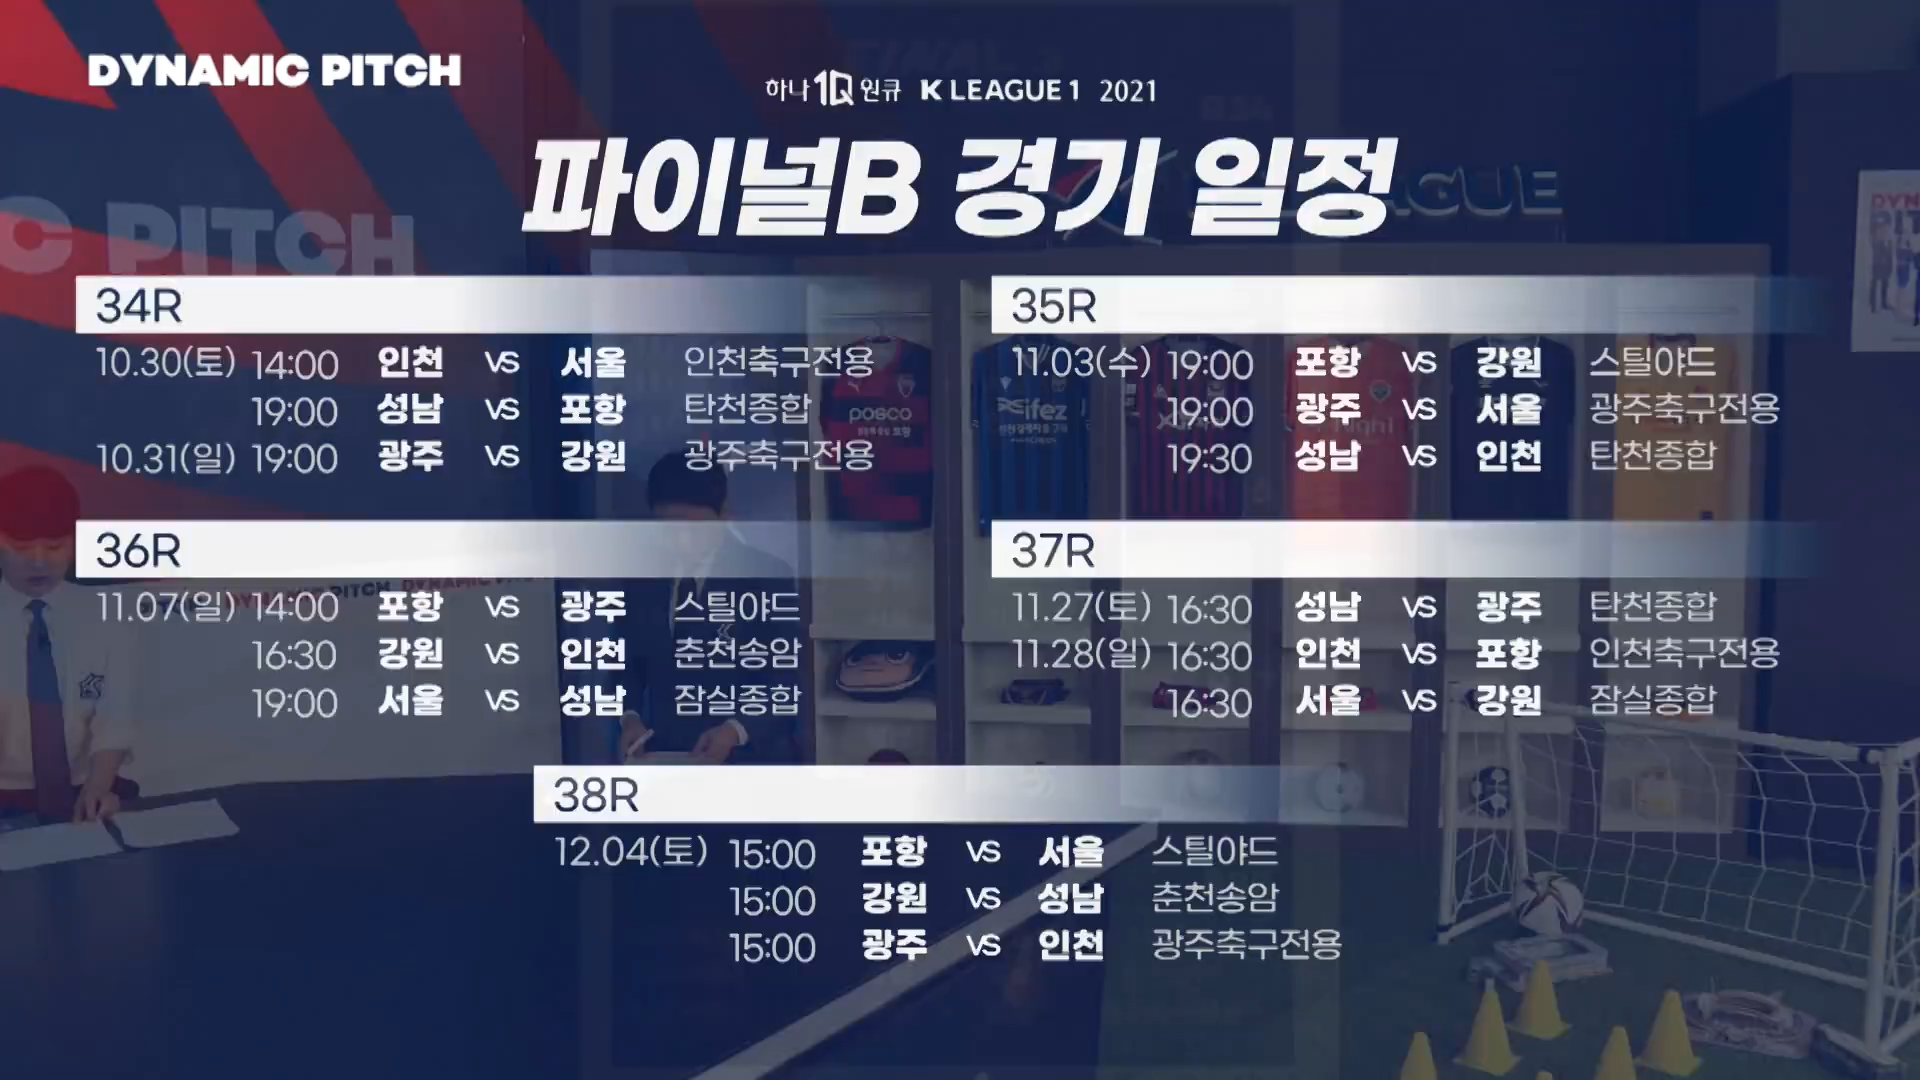 DYNAMIC PITCH
하나 1Q 원큐 K LEAGUE 1 2021
파이널B 경기 일정
C PITCH
34R
10.30(토) 14:00 인천 VS 서울 인천축구전용
19:00 성남 VS 포항 탄천종합
10.31(일) 19:00 광주 VS 강원 광주축구전용
35R
11.03(수) 19:00 포항 VS 강원 스틸야드
19:00 광주 VS 서울 광주축구전용
19:30 성남 VS 인천 탄천종합
posco
ifez
36R
11.07(일) 14:00 포항 VS 광주 스틸야드
16:30 강원 VS 인천 춘천송암
19:00 서울 VS 성남 잠실종합
37R
11.27(토) 16:30 성남 VS 광주 탄천종합
11.28(일) 16:30 인천 VS 포항 인천축구전용
16:30 서울 VS 강원 잠실종합
38R
12.04(토) 15:00 포항 VS 서울 스틸야드
15:00 강원 VS 성남 춘천송암
15:00 광주 VS 인천 광주축구전용